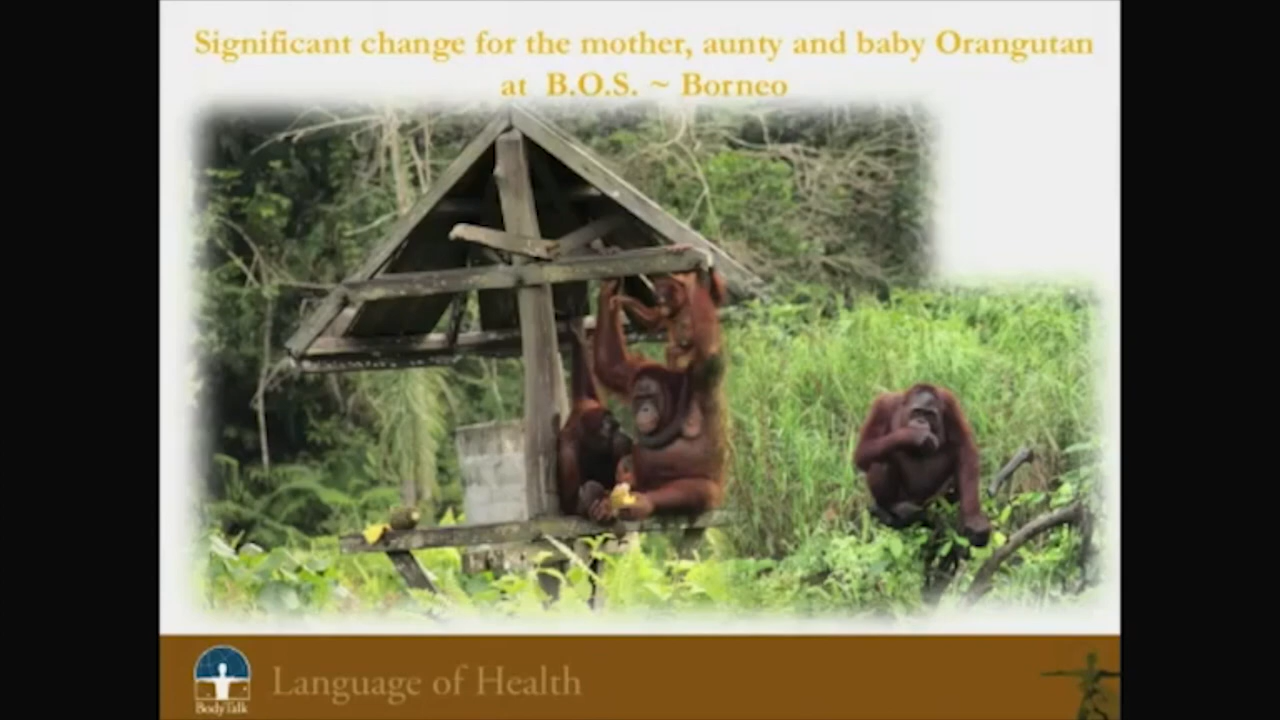 Significant change for the mother, aunty and baby Orangutan
at B.O.S. ~ Borneo
Language of Health
BodyTalk